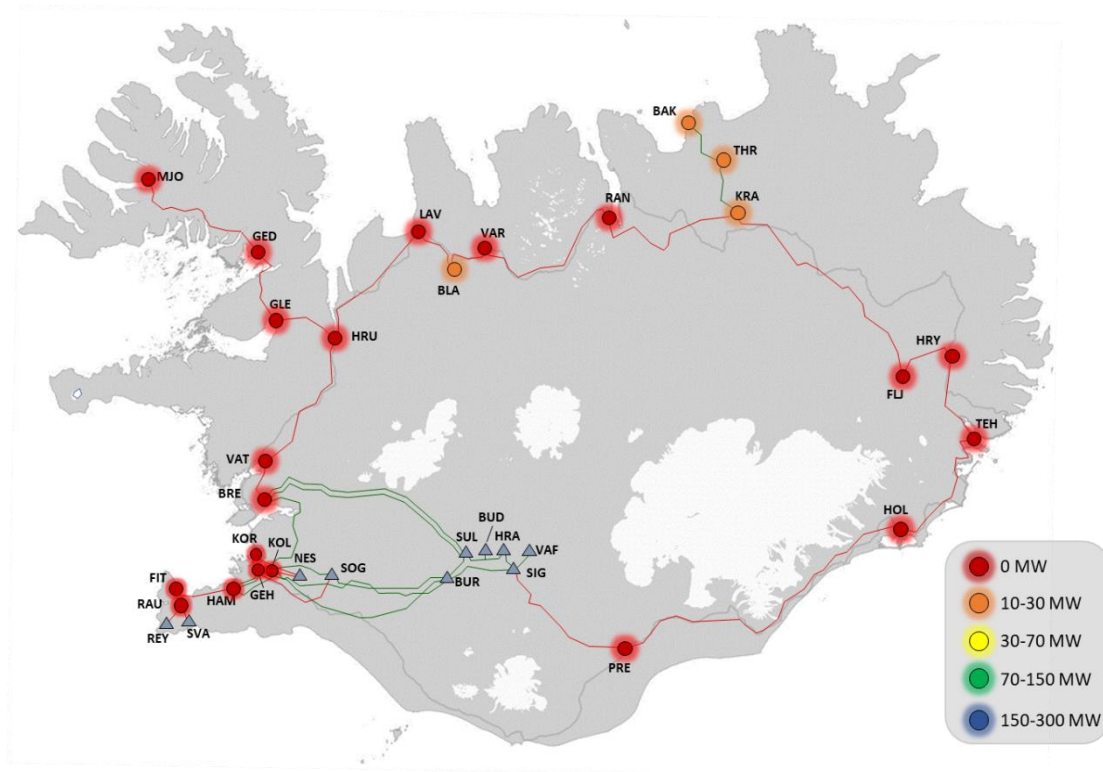 BAK
THR
MJO
KRA
RAN
LAV
VAR
GED
BLA
GLE
HRU
HRY
FLJ
TEH
VAT
BRE
HOL
BUD
SUL
HRA
VAF
KOR
KOL
NES
SOG
SIG
BUR
FIT
HAM
GEH
RAU
REY
SVA
PRE
0 MW
10-30 MW
30-70 MW
70-150 MW
150-300 MW